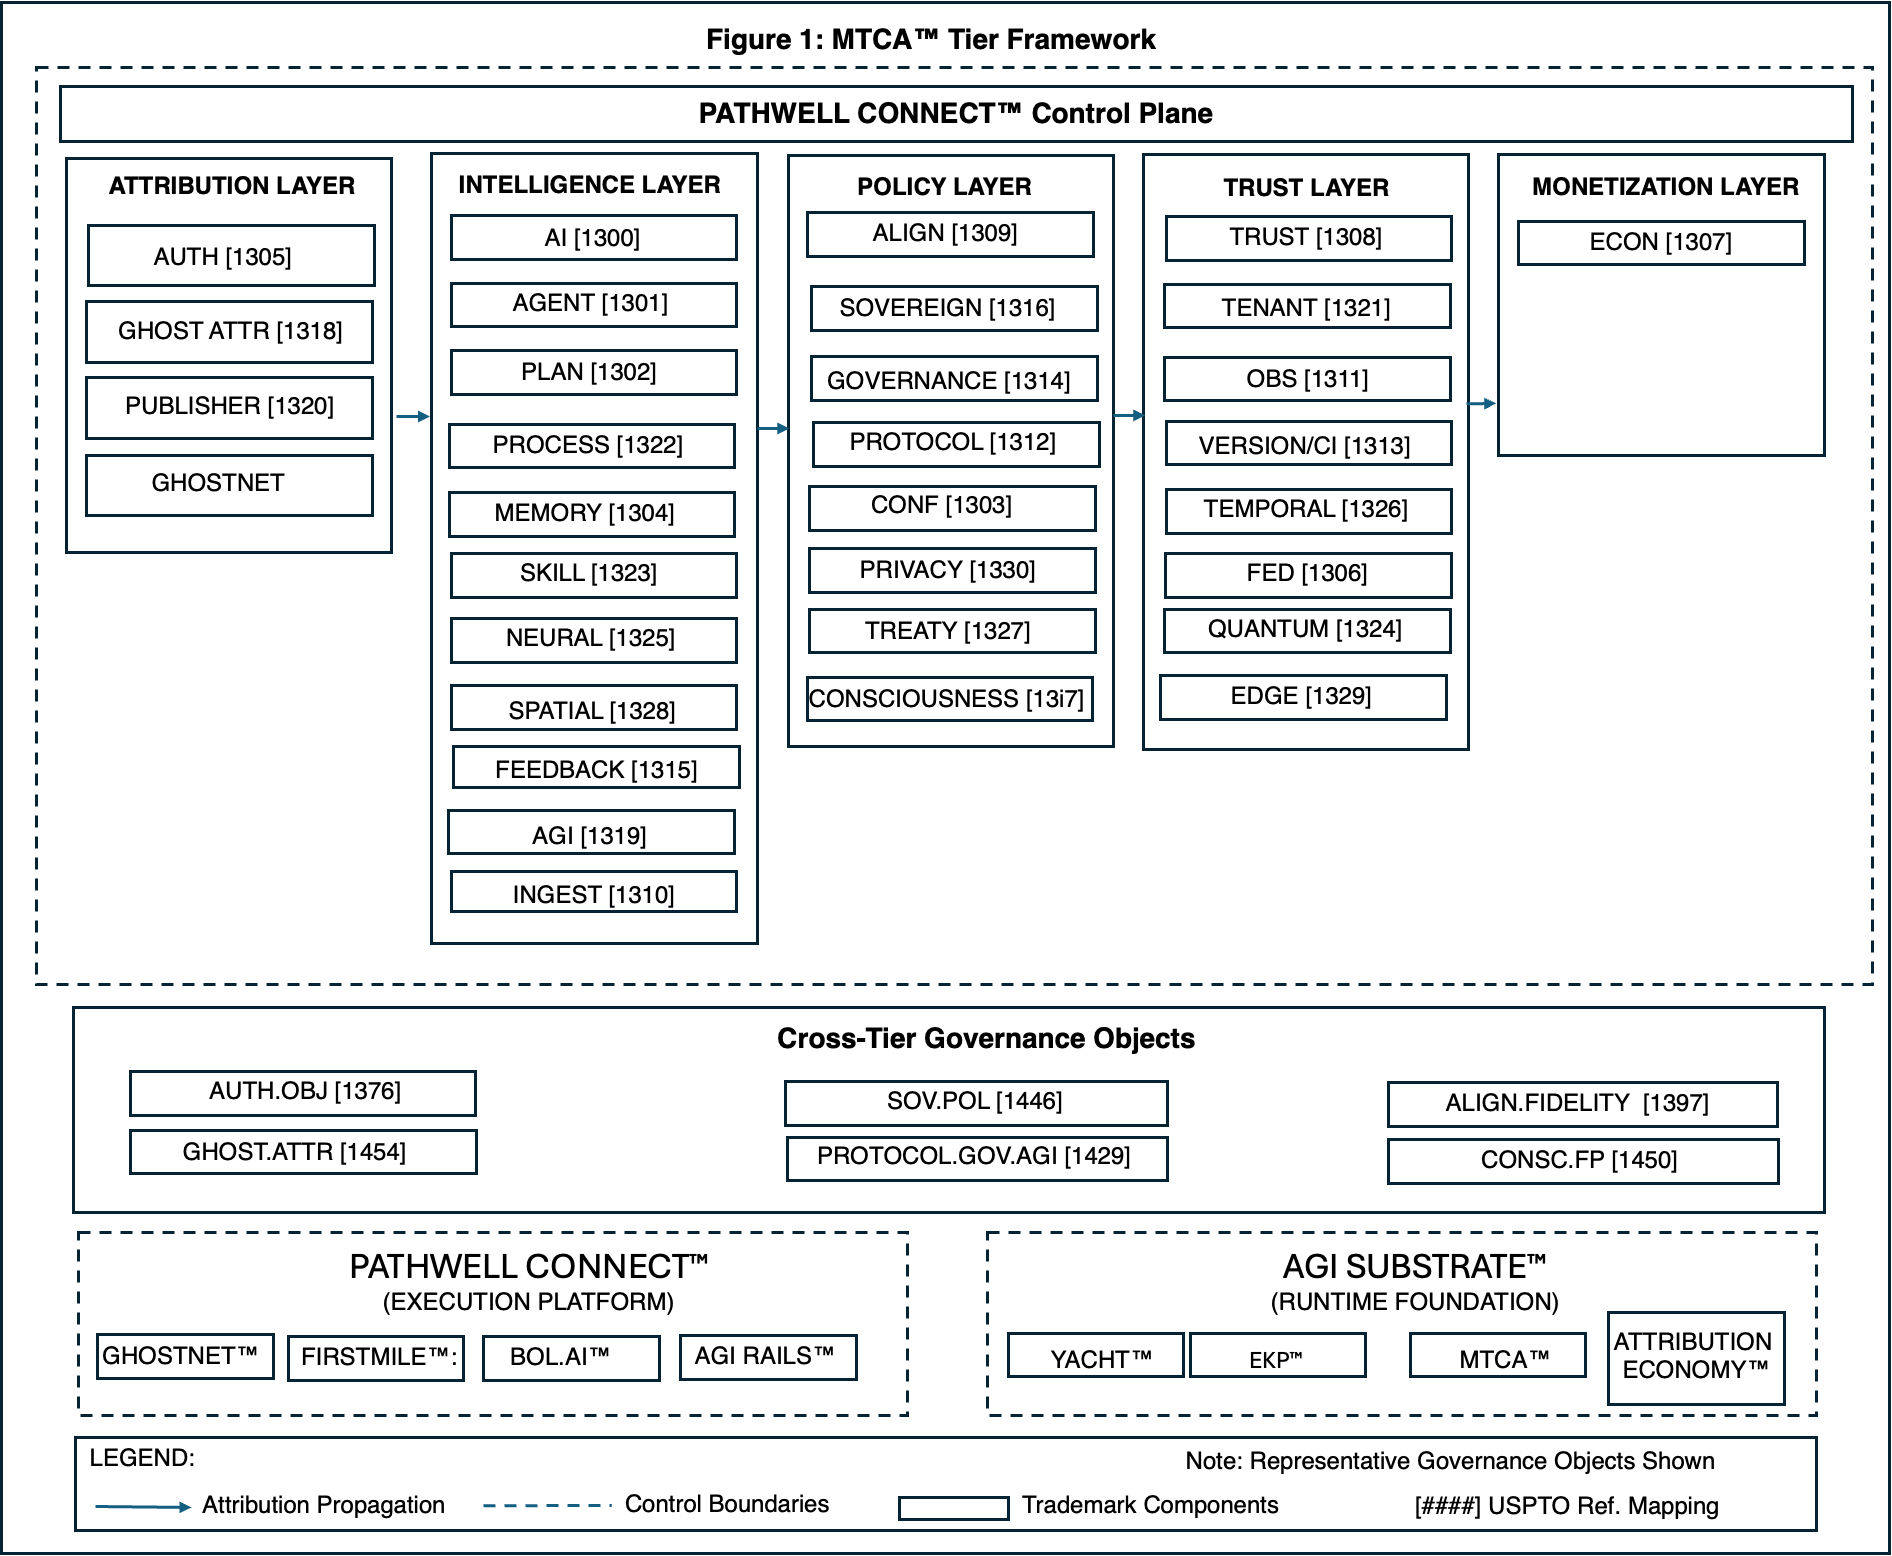 Figure 1: MTCA™ Tier Framework
PATHWELL CONNECT™ Control Plane
ATTRIBUTION LAYER
AUTH [1305]
GHOST ATTR [1318]
PUBLISHER [1320]
GHOSTNET
INTELLIGENCE LAYER
AI [1300]
AGENT [1301]
PLAN [1302]
PROCESS [1322]
MEMORY [1304]
SKILL [1323]
NEURAL [1325]
SPATIAL [1328]
FEEDBACK [1315]
AGI [1319]
INGEST [1310]
POLICY LAYER
ALIGN [1309]
SOVEREIGN [1316]
GOVERNANCE [1314]
PROTOCOL [1312]
CONF [1303]
PRIVACY [1330]
TREATY [1327]
CONSCIOUSNESS [13i7]
TRUST LAYER
TRUST [1308]
TENANT [1321]
OBS [1311]
VERSION/CI [1313]
TEMPORAL [1326]
FED [1306]
QUANTUM [1324]
EDGE [1329]
MONETIZATION LAYER
ECON [1307]
Cross-Tier Governance Objects
AUTH.OBJ [1376]
GHOST.ATTR [1454]
SOV.POL [1446]
PROTOCOL.GOV.AGI [1429]
ALIGN.FIDELITY [1397]
CONSC.FP [1450]
PATHWELL CONNECT™
(EXECUTION PLATFORM)
GHOSTNET™
FIRSTMILE™:
BOL.AI™
AGI RAILS™
AGI SUBSTRATE™
(RUNTIME FOUNDATION)
YACHT™
EKP™
MTCA™
ATTRIBUTION
ECONOMY™
LEGEND:
Note: Representative Governance Objects Shown
Attribution Propagation
Control Boundaries
Trademark Components
[####] USPTO Ref. Mapping